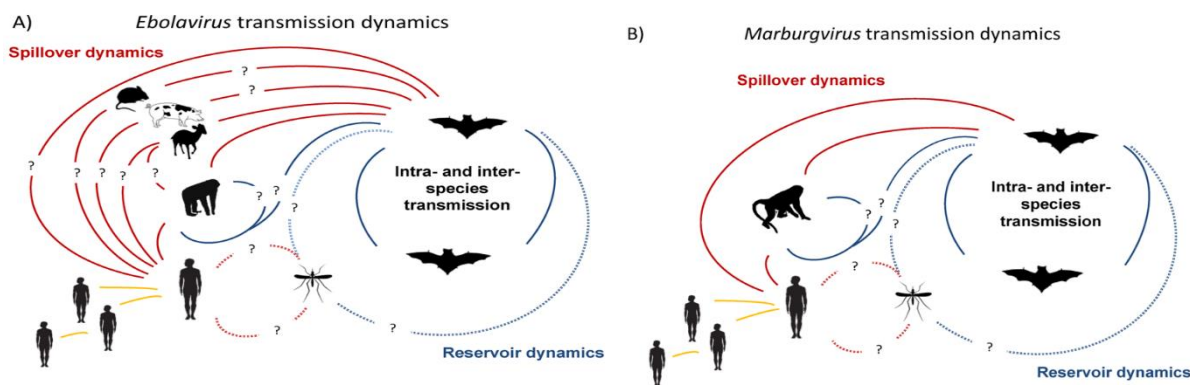 A)
Ebolavirus transmission dynamics
Spillover dynamics
?
?
?
?
?
?
?
?
?
?
Intra- and inter-
species
transmission
?
?
?
Reservoir dynamics
B)
Marburgvirus transmission dynamics
Spillover dynamics
?
?
?
Intra- and inter-
species
transmission
?
?
?
Reservoir dynamics